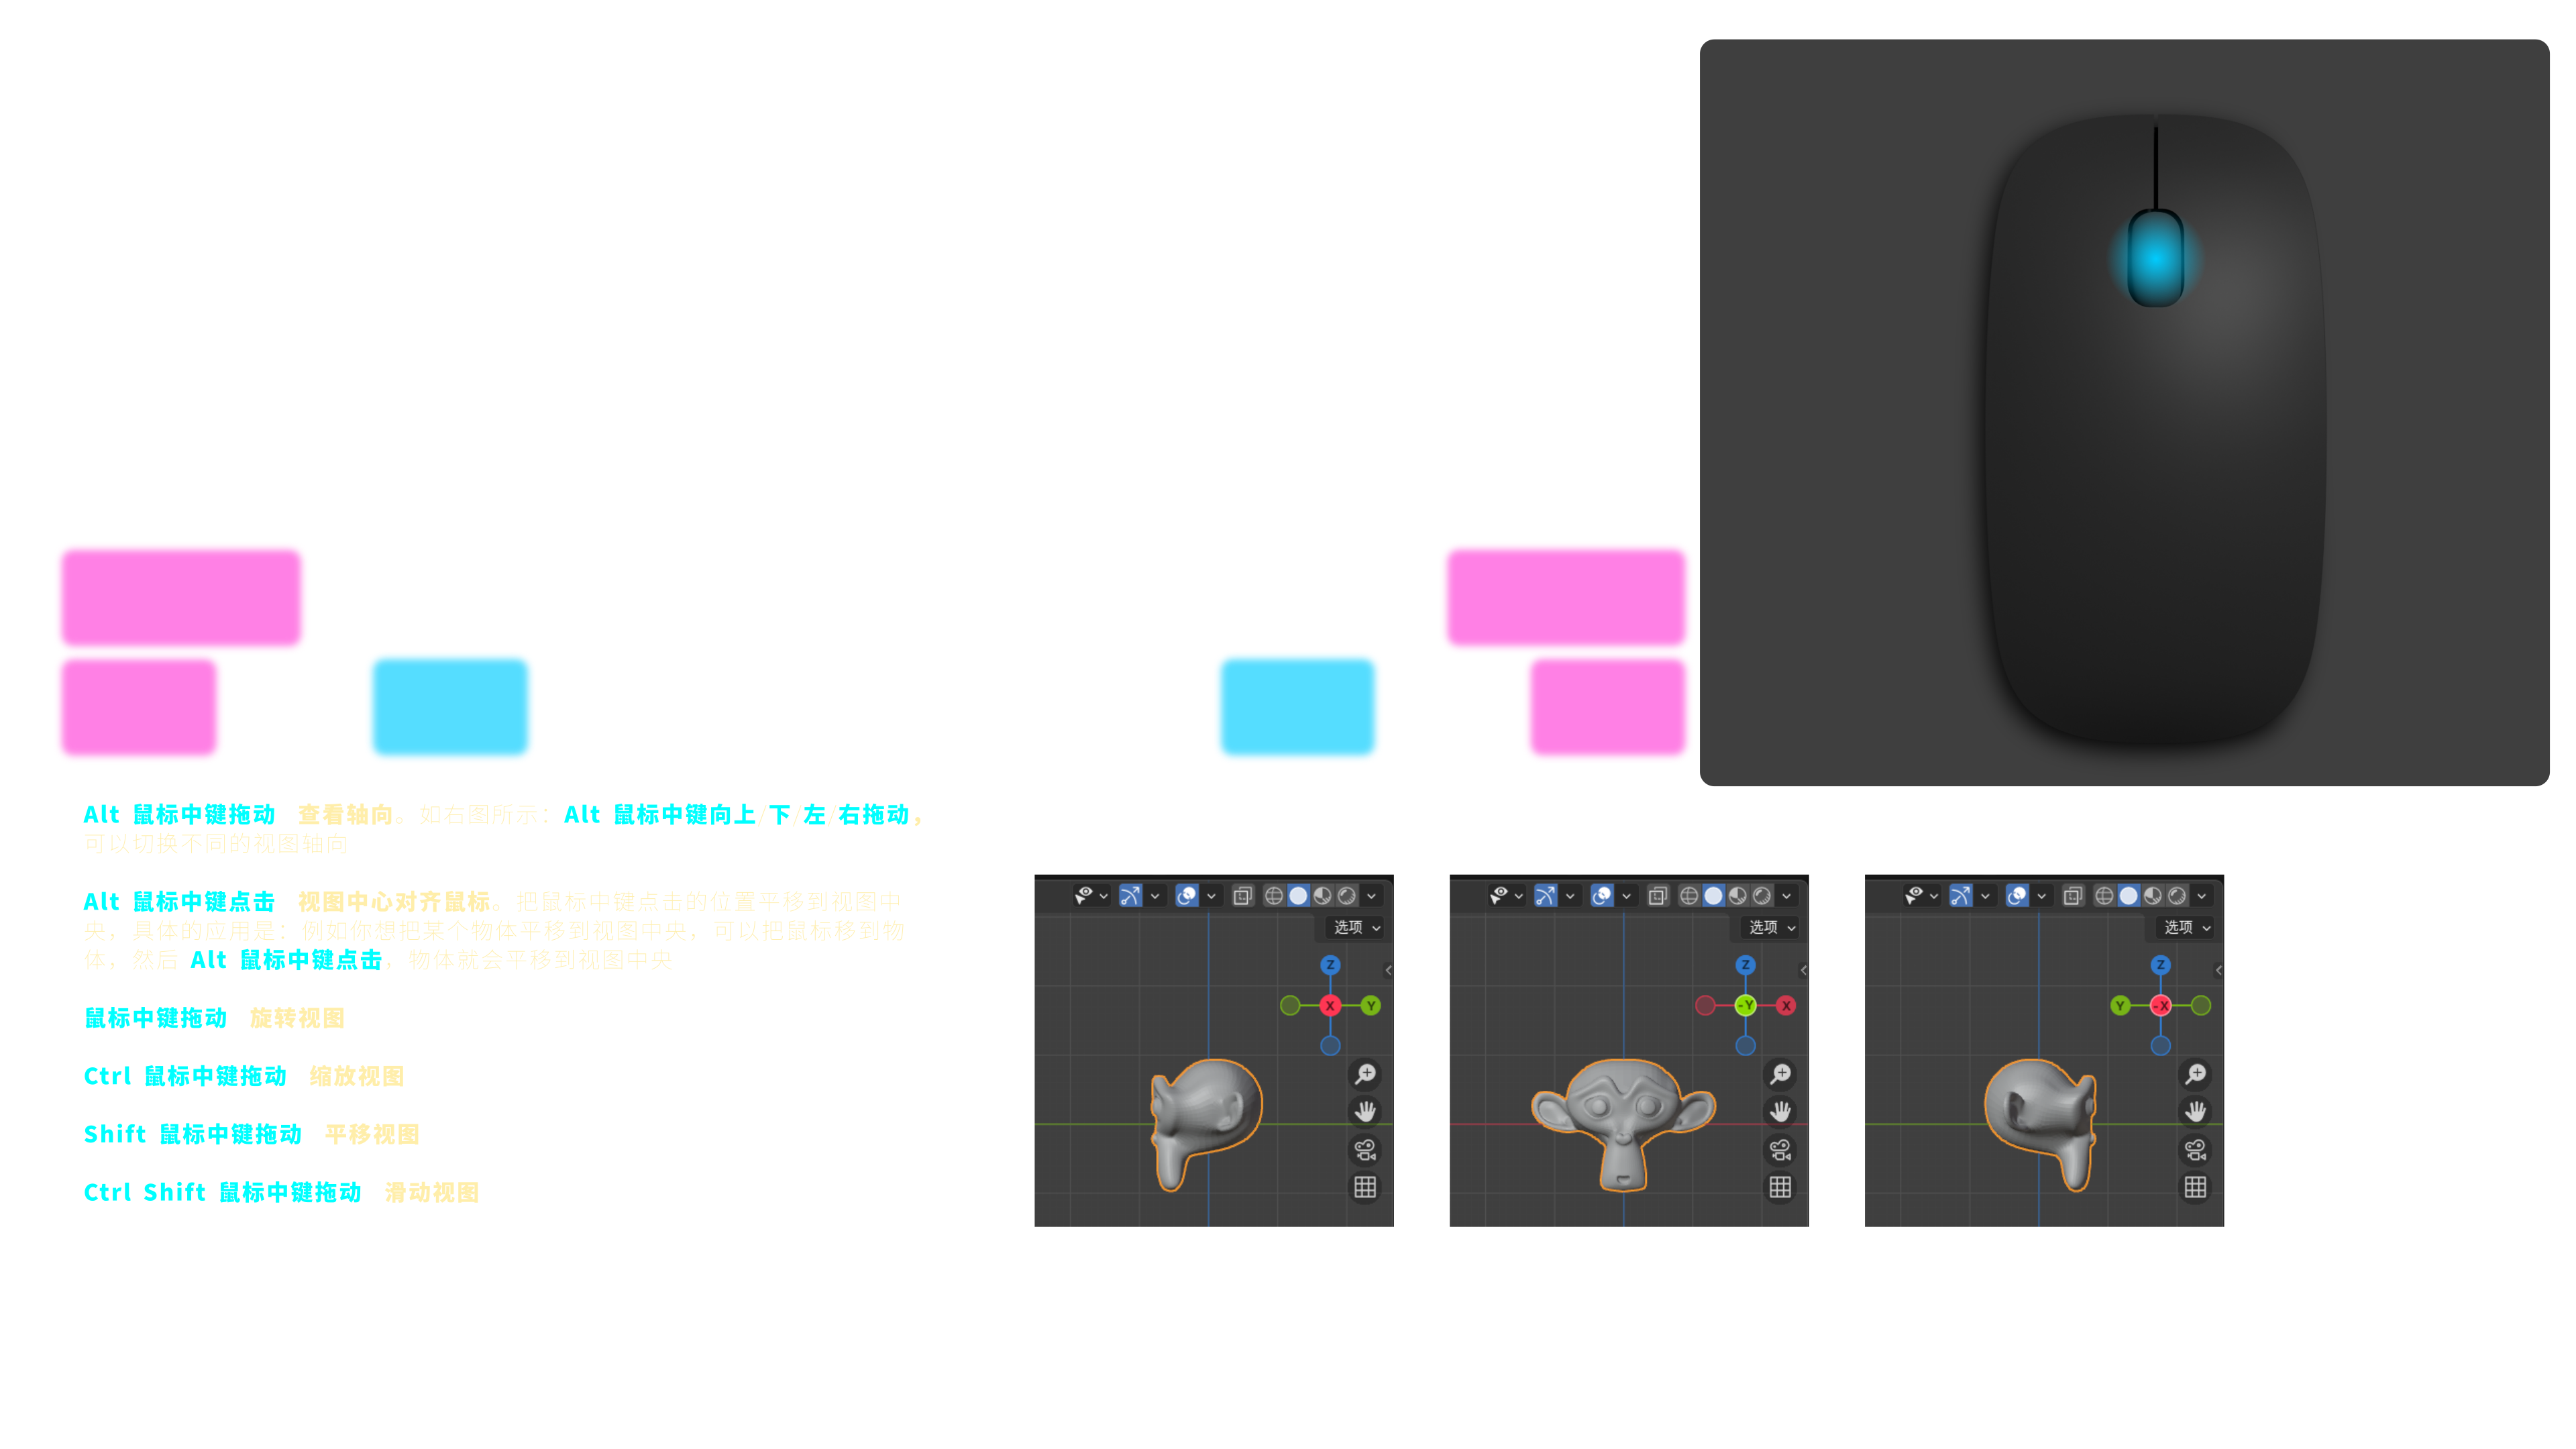 Alt 鼠标中键拖动 查看轴向。如右图所示：Alt 鼠标中键向上/下/左/右拖动，
可以切换不同的视图轴向
Alt 鼠标中键点击 视图中心对齐鼠标。把鼠标中键点击的位置平移到视图中
央，具体的应用是：例如你想把某个物体平移到视图中央，可以把鼠标移到物
体，然后 Alt 鼠标中键点击，物体就会平移到视图中央
鼠标中键拖动 旋转视图
Ctrl 鼠标中键拖动 缩放视图
Shift 鼠标中键拖动 平移视图
Ctrl Shift 鼠标中键拖动 滑动视图
选项
Z
X
Y
选项
Z
-Y
X
选项
Z
Y
-X